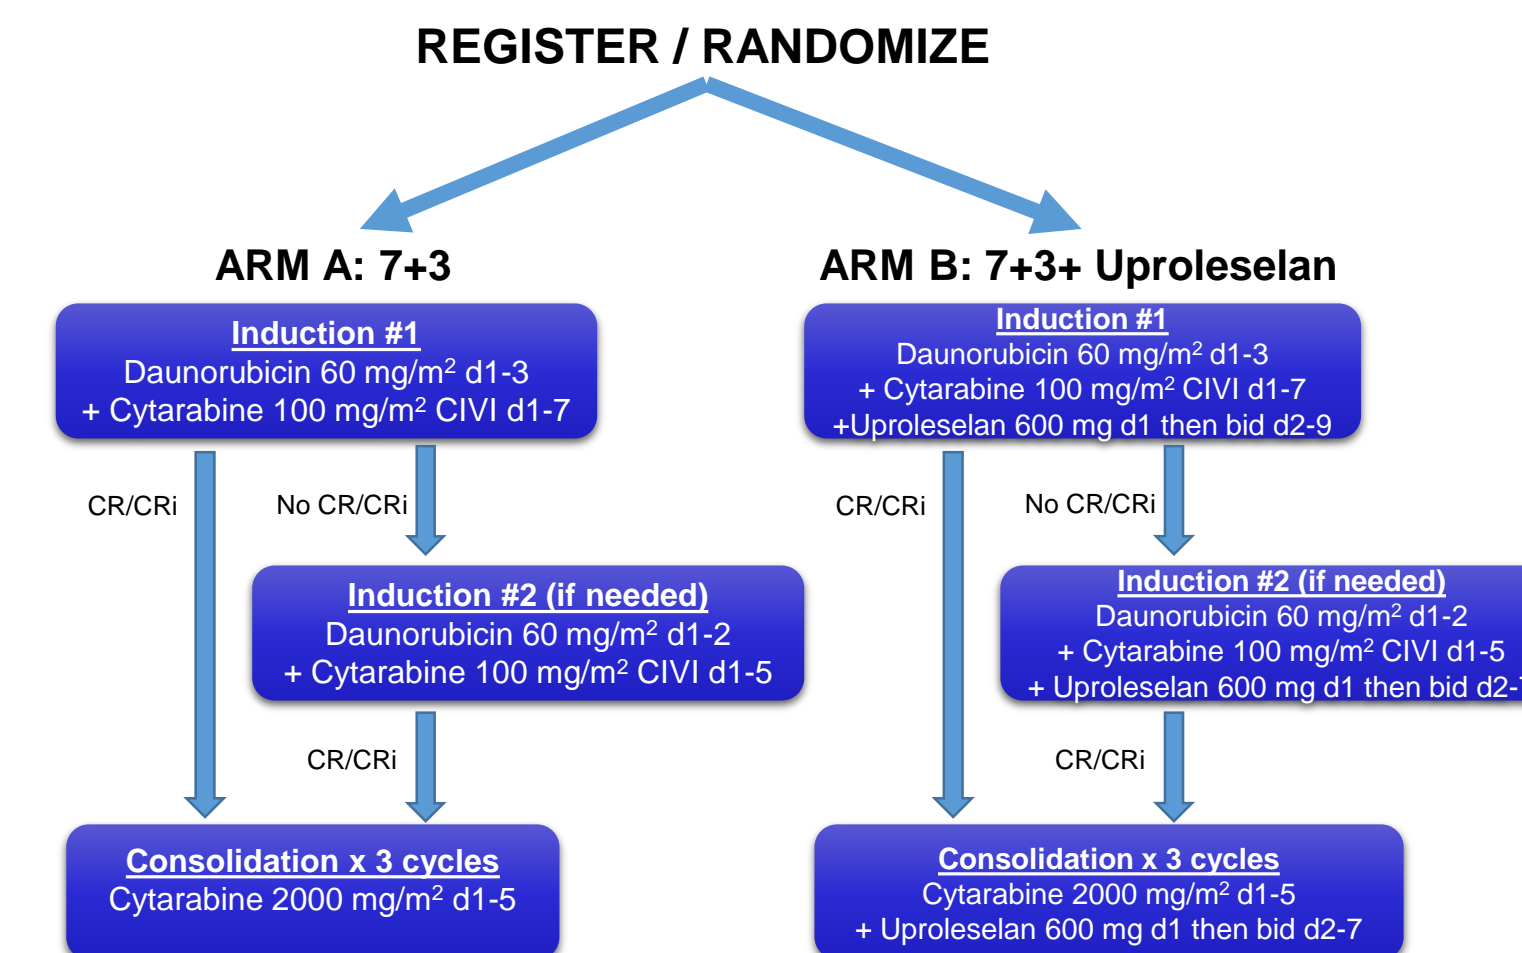 REGISTER / RANDOMIZE
ARM A: 7+3
Induction #1
Daunorubicin 60 mg/m² d1-3
+ Cytarabine 100 mg/m² CIVI d1-7
CR/CRi
No CR/CRi
Induction #2 (if needed)
Daunorubicin 60 mg/m² d1-2
+ Cytarabine 100 mg/m² CIVI d1-5
CR/CRi
Consolidation x 3 cycles
Cytarabine 2000 mg/m² d1-5
ARM B: 7+3+ Uproleselan
Induction #1
Daunorubicin 60 mg/m² d1-3
+ Cytarabine 100 mg/m² CIVI d1-7
+Uproleselan 600 mg d1 then bid d2-9
CR/CRi
No CR/CRi
Induction #2 (if needed)
Daunorubicin 60 mg/m² d1-2
+ Cytarabine 100 mg/m² CIVI d1-5
+ Uproleselan 600 mg d1 then bid d2-
CR/CRi
Consolidation x 3 cycles
Cytarabine 2000 mg/m² d1-5
+ Uproleselan 600 mg d1 then bid d2-7